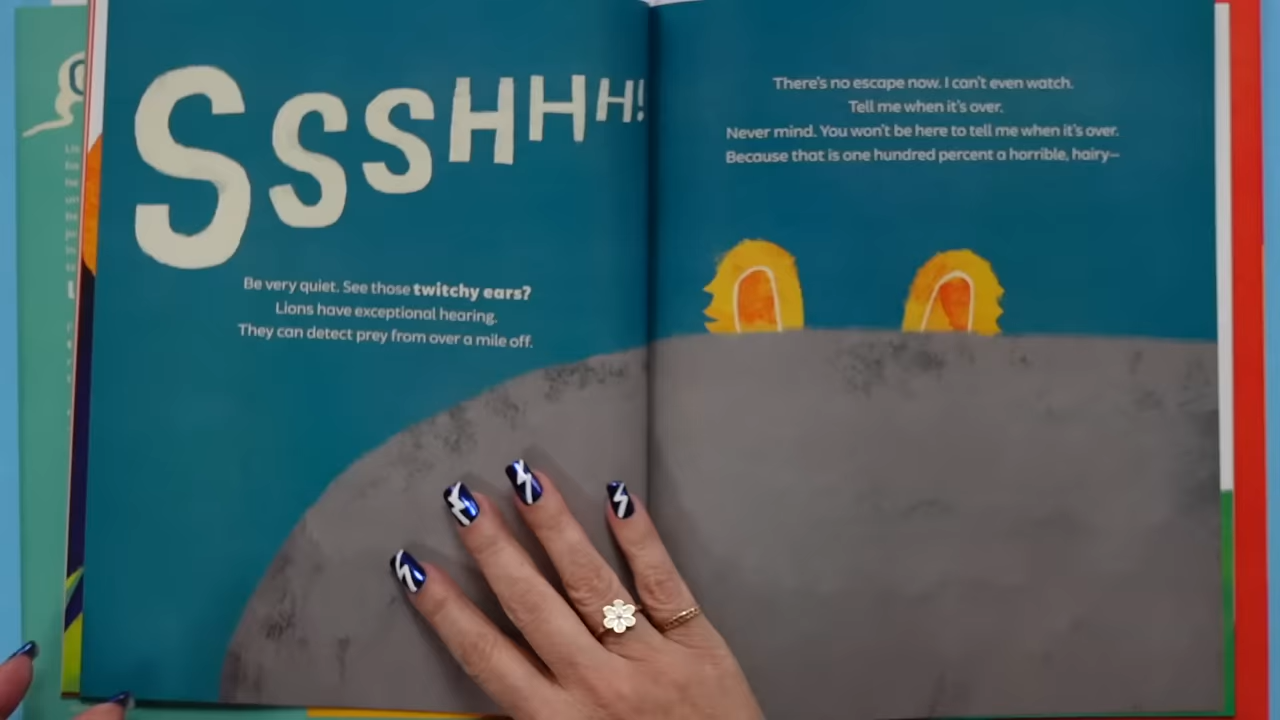 SSSSHHHH!
Be very quiet. See those twitchy ears?
Lions have exceptional hearing.
They can detect prey from over a mile off.
There's no escape now. I can't even watch.
Tell me when it's over.
Never mind. You won't be here to tell me when it's over.
Because that is one hundred percent a horrible, hairy—